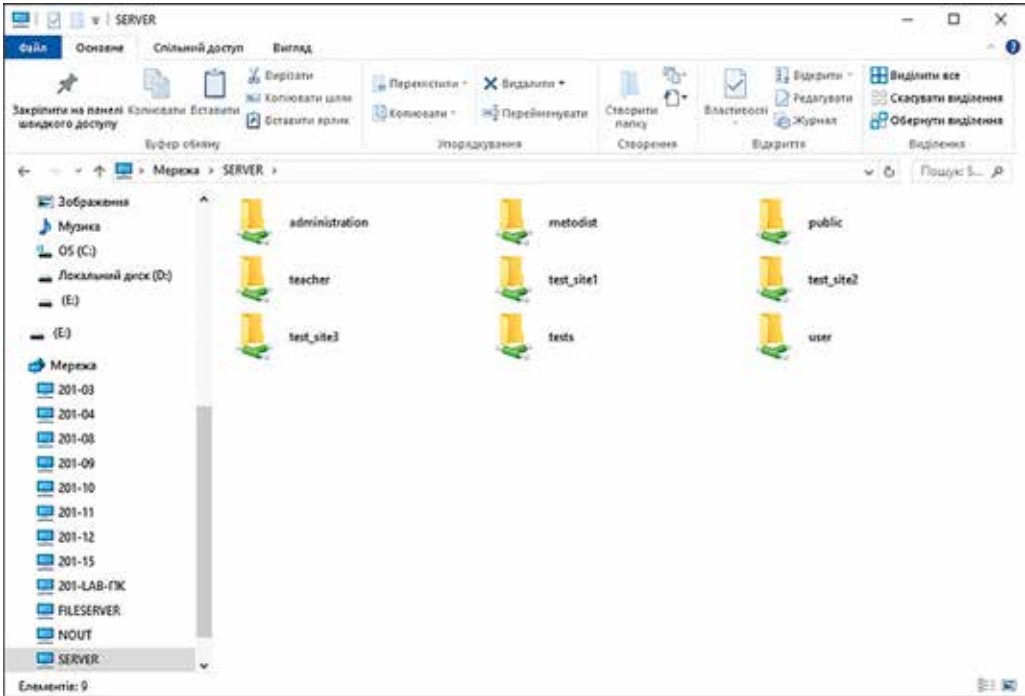 SERVER
Файл Основне Спільний доступ Вигляд
Закріпити на панелі швидкого доступу
Копіювати
Вставити
Вирізати
Копіювати шлях
Вставити ярлик
Буфер обміну
Перемістити
Копіювати
Видалити
Перейменувати
Упорядкування
Створити папку
Створення
Властивості
Відкрити
Редагувати
Журнал
Відкриття
Виділити все
Скасувати виділення
Обернути виділення
Виділення
Мережа > SERVER >
Пошук: S...
Зображення
Музика
OS (C:)
Локальний диск (D:)
(E:)
(E:)
Мережа
201-03
201-04
201-08
201-09
201-10
201-11
201-12
201-15
201-LAB-ПК
FILESERVER
NOUT
SERVER
administration metodist public
teacher test_site1 test_site2
test_site3 tests user
Елементів: 9